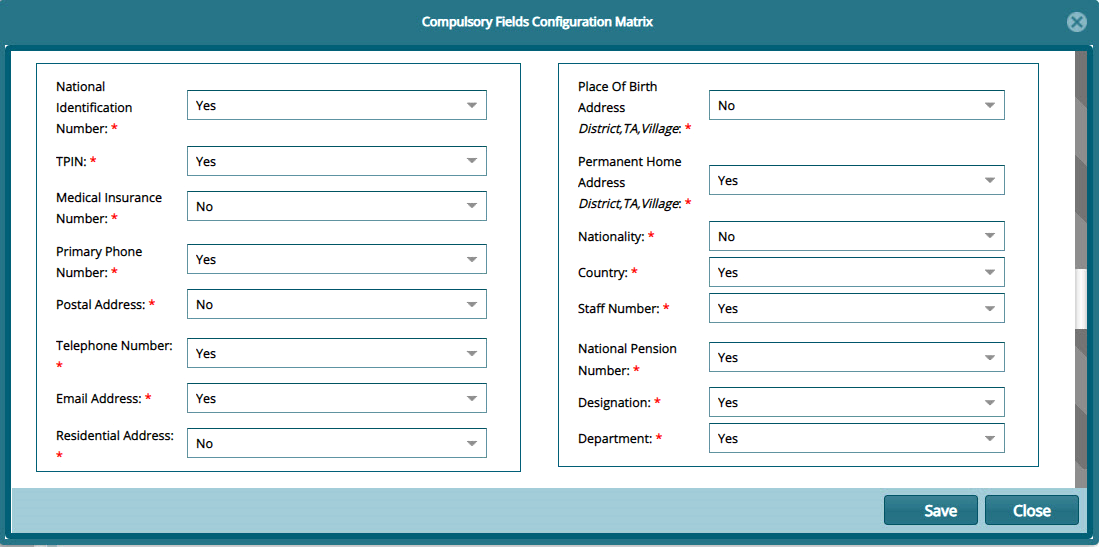 Compulsory Fields Configuration Matrix
National
Identification
Number: *
Yes
TPIN: *
Yes
Medical Insurance
Number: *
No
Primary Phone
Number: *
Yes
Postal Address: *
No
Telephone Number:
*
Yes
Email Address: *
Yes
Residential Address:
*
No
Place Of Birth
Address
District,TA,Village: *
No
Permanent Home
Address
District,TA,Village: *
Yes
Nationality: *
No
Country: *
Yes
Staff Number: *
Yes
National Pension
Number: *
Yes
Designation: *
Yes
Department: *
Yes
Save
Close